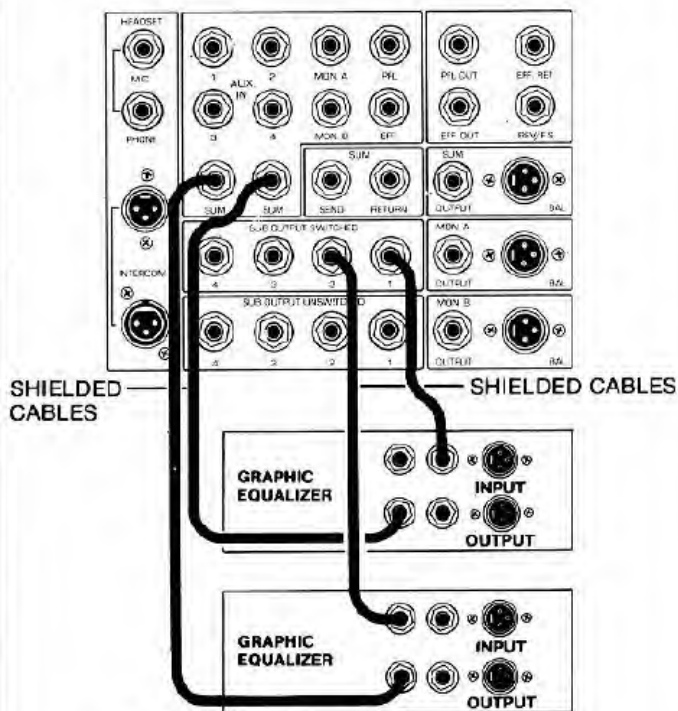 HEADSET
MIC
PHONE
INTERCOM
1 2 MON. A PFL
AUX.
IN
3 4 MON. B EFF
SUM SUM
SUM
SEND RETURN
PFL OUT EFF. RET
EFF OUT
SUM
OUTPUT BAL
MON A
OUTPUT BAL
MON B
OUTPUT BAL
SUB OUTPUT SWITCHED
4 3 2 1
SUB OUTPUT UNSWITCHED
4 3 2 1
SHIELDED
CABLES
SHIELDED CABLES
GRAPHIC
EQUALIZER
INPUT
OUTPUT
GRAPHIC
EQUALIZER
INPUT
OUTPUT